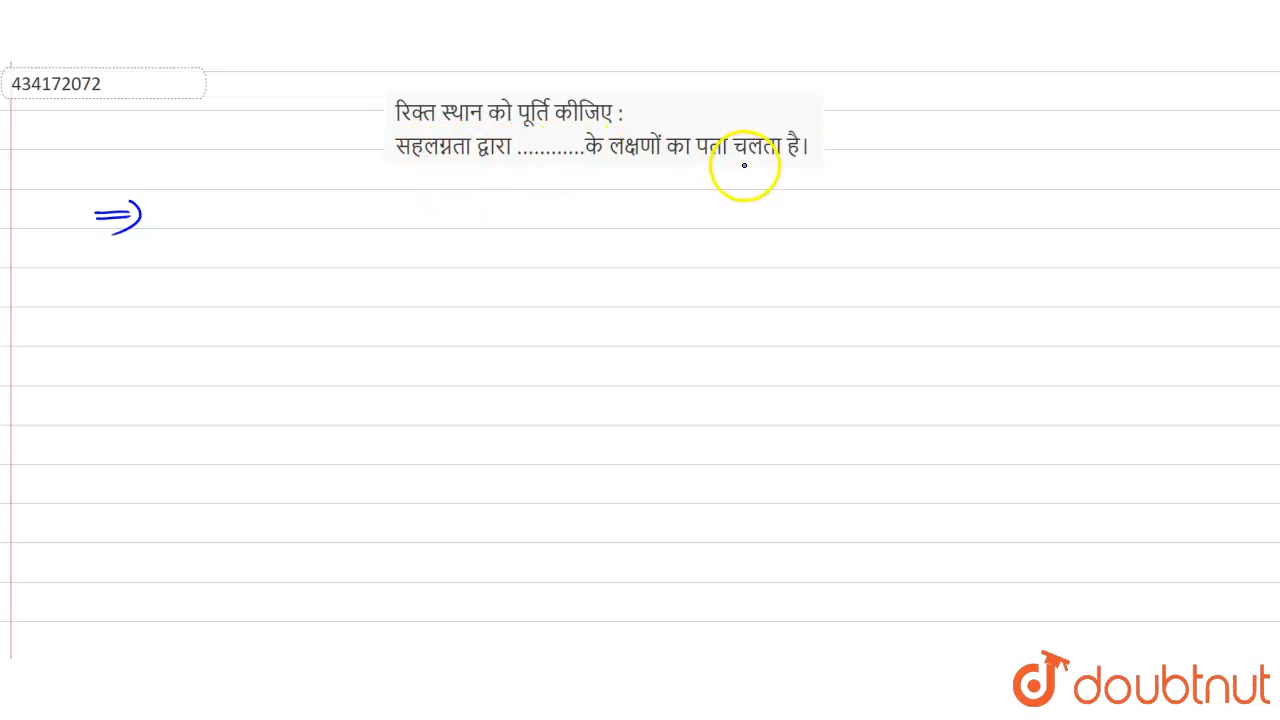 434172072
रिक्त स्थान को पूर्ति कीजिए :
सहलग्नता द्वारा ............के लक्षणों का पता चलता है।
doubtnut